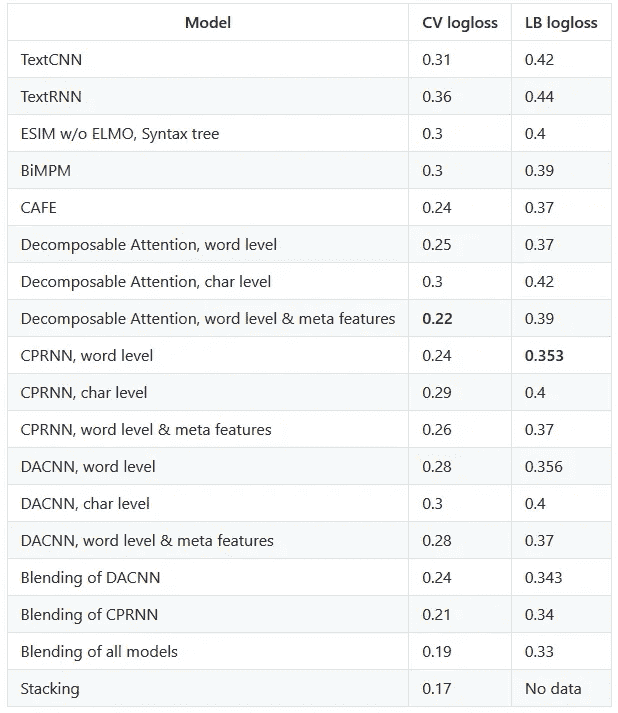 Model CV logloss LB logloss
TextCNN 0.31 0.42
TextRNN 0.36 0.44
ESIM w/o ELMO, Syntax tree 0.3 0.4
BiMPM 0.3 0.39
CAFE 0.24 0.37
Decomposable Attention, word level 0.25 0.37
Decomposable Attention, char level 0.3 0.42
Decomposable Attention, word level & meta features 0.22 0.39
CPRNN, word level 0.24 0.353
CPRNN, char level 0.29 0.4
CPRNN, word level & meta features 0.26 0.37
DACNN, word level 0.28 0.356
DACNN, char level 0.3 0.4
DACNN, word level & meta features 0.28 0.37
Blending of DACNN 0.24 0.343
Blending of CPRNN 0.21 0.34
Blending of all models 0.19 0.33
Stacking 0.17 No data